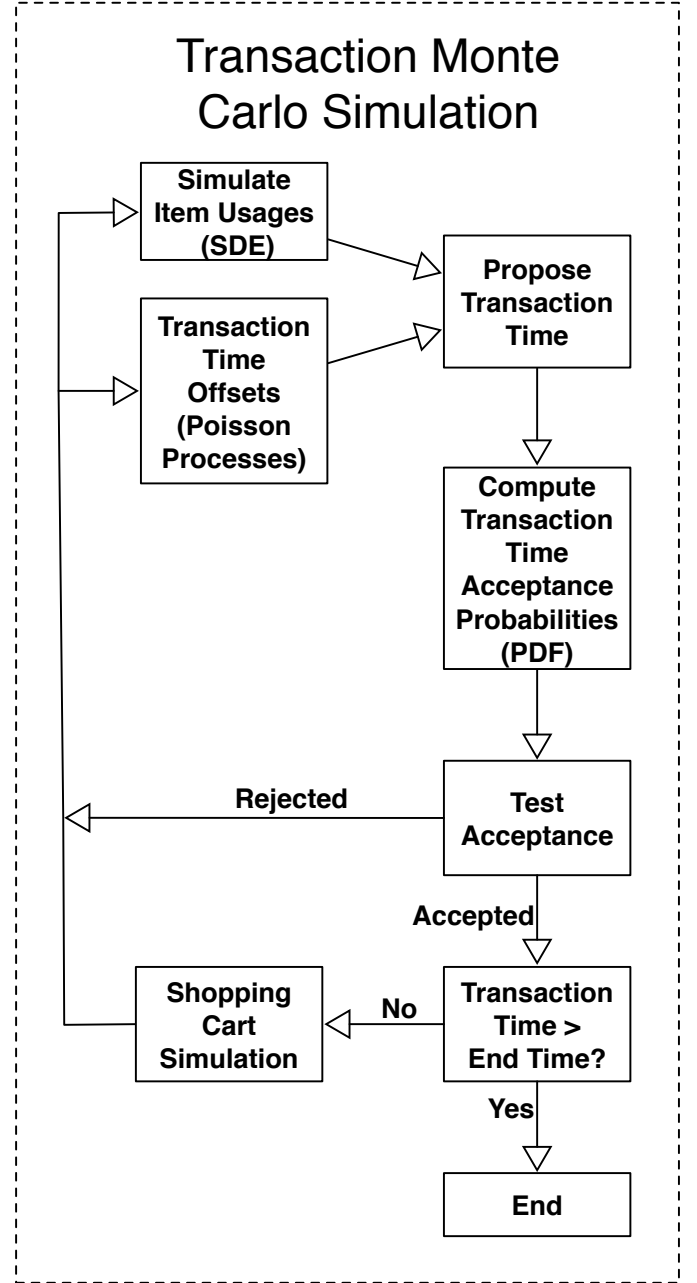 Transaction Monte
Carlo Simulation
Simulate
Item Usages
(SDE)
Transaction
Time
Offsets
(Poisson
Processes)
Propose
Transaction
Time
Compute
Transaction
Time
Acceptance
Probabilities
(PDF)
Test
Acceptance
Rejected
Accepted
Transaction
Time >
End Time?
No
Shopping
Cart
Simulation
Yes
End